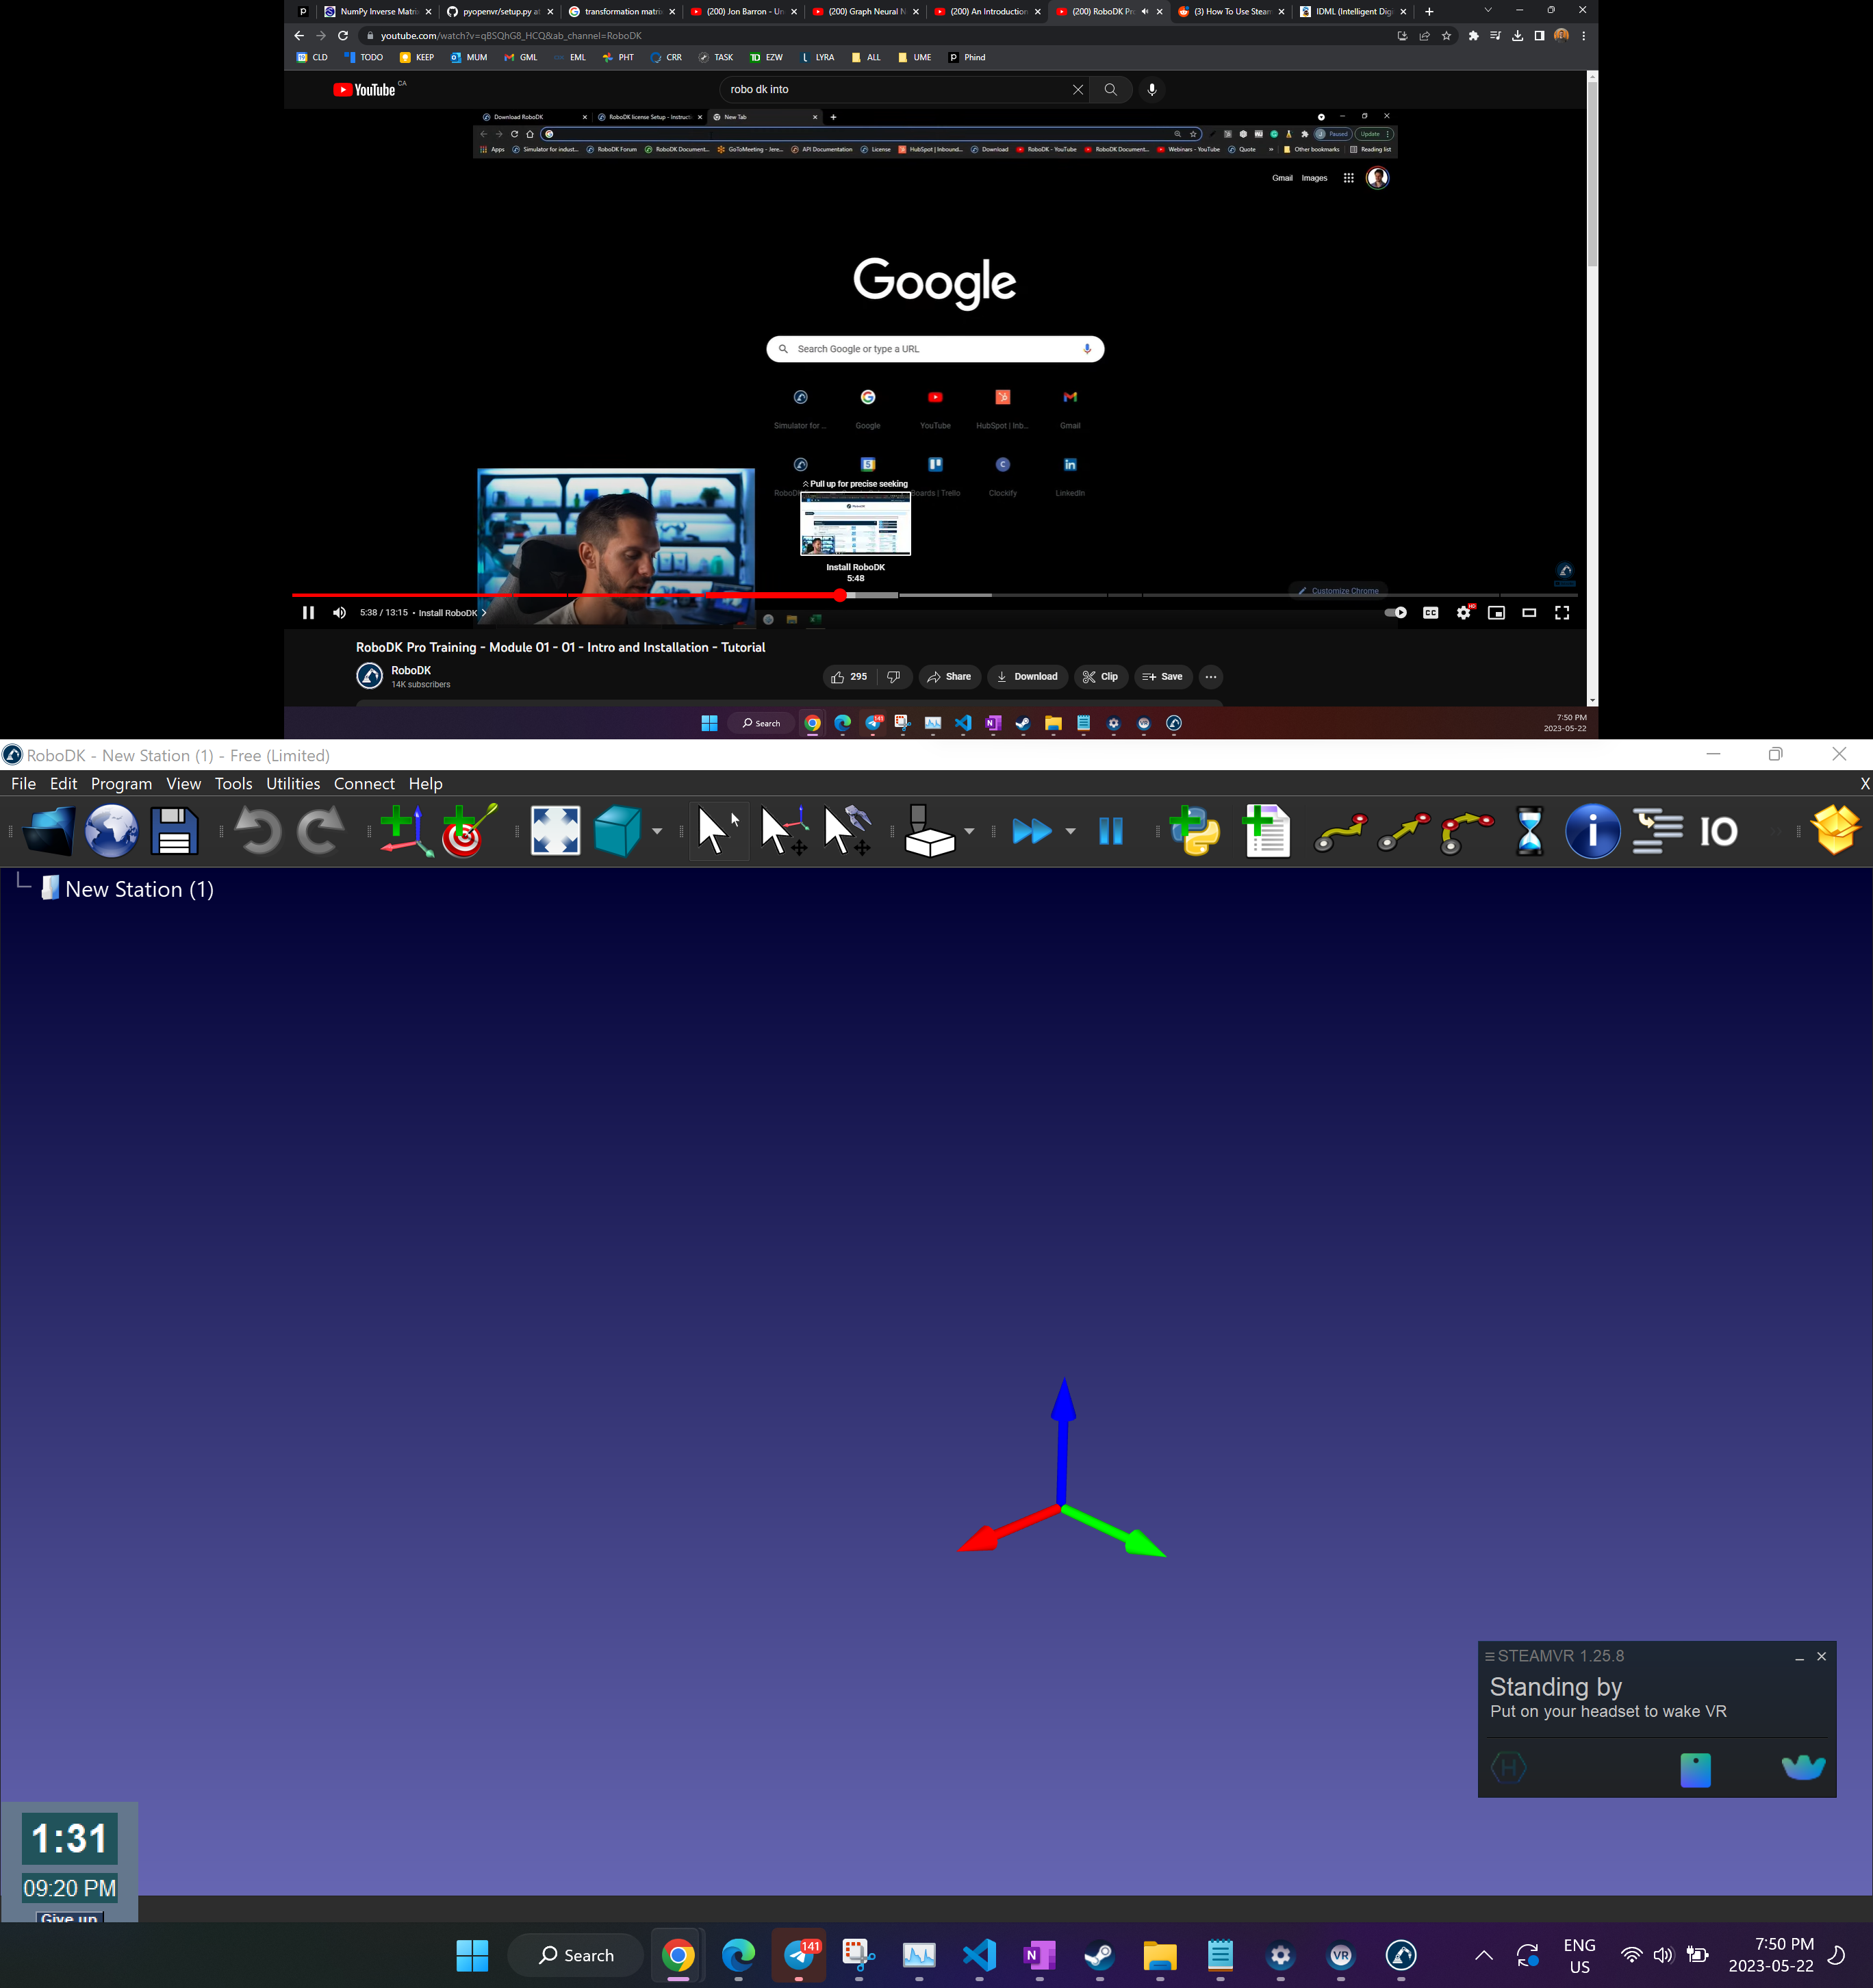 NumPy Inverse Matri
pyopenvr/setup.py at
transformation matri
(200) Jon Barron - Un
(200) Graph Neural N
(200) An Introduction
(200) RoboDK Pr
(3) How To Use Steam
IDML (Intelligent Digi
youtube.com/watch?v=qBSQhG8_HCQ&ab_channel=RoboDK
CLD TODO KEEP MUM GML EML PHT CRR TASK EZW LYRA ALL UME Phind
YouTube CA
robo dk into
Download RoboDK
RoboDK license Setup - Instruct
New Tab
Paused
Update
Apps Simulator for indust... RoboDK Forum RoboDK Document... GoToMeeting - Jere... API Documentation License HubSpot | Inbound... Download RoboDK - YouTube RoboDK Document... Webinars - YouTube Quote » Other bookmarks Reading list
Gmail Images
Google
Search Google or type a URL
Simulator for ... Google YouTube HubSpot | Inb... Gmail
Boards | Trello Clockify LinkedIn
Pull up for precise seeking
Install RoboDK
5:48
Customize Chrome
5:38 / 13:15 • Install RoboDK
CC HD
RoboDK Pro Training - Module 01 - 01 - Intro and Installation - Tutorial
RoboDK
14K subscribers
295 Share Download Clip Save
Search
141
7:50 PM
2023-05-22
RoboDK - New Station (1) - Free (Limited)
File Edit Program View Tools Utilities Connect Help X
IO
New Station (1)
STEAMVR 1.25.8
Standing by
Put on your headset to wake VR
1:31
09:20 PM
Give up
Search
141
VR
ENG
US
7:50 PM
2023-05-22